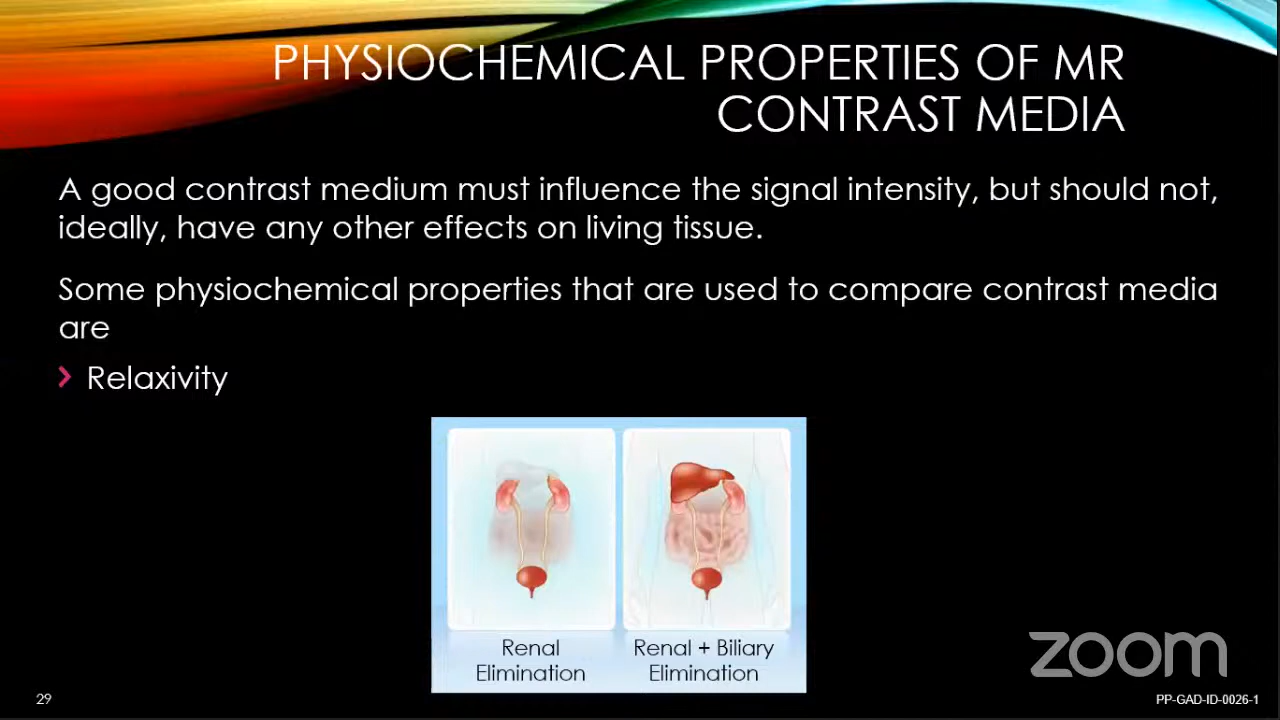 PHYSIOCHEMICAL PROPERTIES OF MR
CONTRAST MEDIA
A good contrast medium must influence the signal intensity, but should not,
ideally, have any other effects on living tissue.
Some physiochemical properties that are used to compare contrast media
are
Relaxivity
Renal
Elimination
Renal + Biliary
Elimination
zoom
29
PP-GAD-ID-0026-1